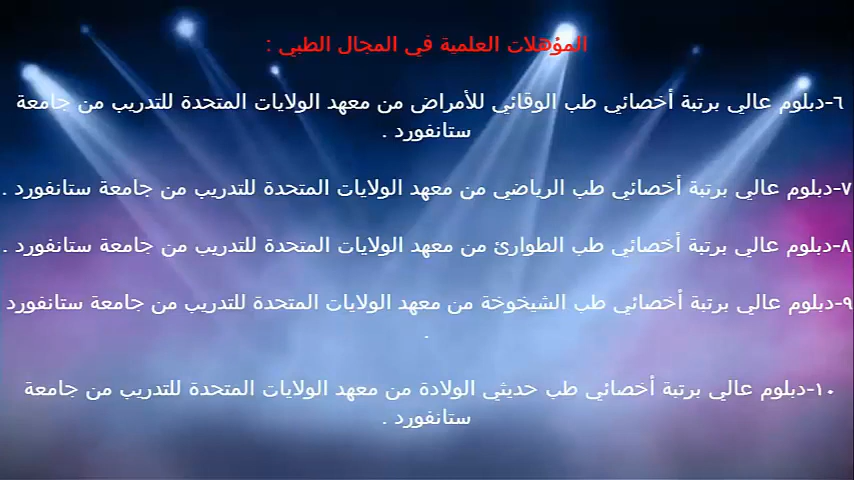 المؤهلات العلمية في المجال الطبي :
٦-دبلوم عالي برتبة أخصائي طب الوقائي للأمراض من معهد الولايات المتحدة للتدريب من جامعة
ستانفورد .
٧-دبلوم عالي برتبة أخصائي طب الرياضي من معهد الولايات المتحدة للتدريب من جامعة ستانفورد .
٨-دبلوم عالي برتبة أخصائي طب الطوارئ من معهد الولايات المتحدة للتدريب من جامعة ستانفورد .
٩-دبلوم عالي برتبة أخصائي طب الشيخوخة من معهد الولايات المتحدة للتدريب من جامعة ستانفورد
.
١٠-دبلوم عالي برتبة أخصائي طب حديثي الولادة من معهد الولايات المتحدة للتدريب من جامعة
ستانفورد .